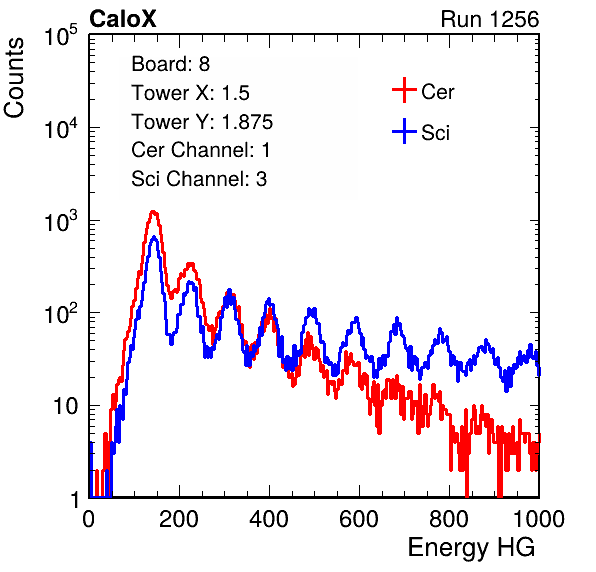 CaloX Run 1256
Counts
10^5
10^4
10^3
10^2
10
1
Board: 8
Tower X: 1.5
Tower Y: 1.875
Cer Channel: 1
Sci Channel: 3
Cer
Sci
0 200 400 600 800 1000
Energy HG